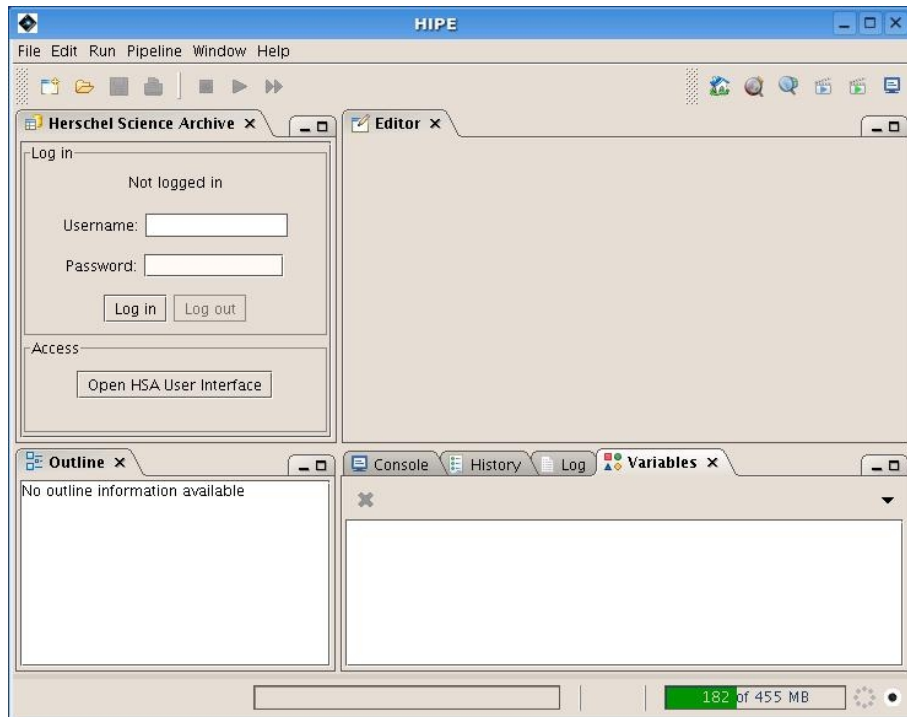 HIPE
File Edit Run Pipeline Window Help
Herschel Science Archive
Editor
Log in
Not logged in
Username:
Password:
Log in Log out
Access
Open HSA User Interface
Outline
Console History Log Variables
No outline information available
182 of 455 MB